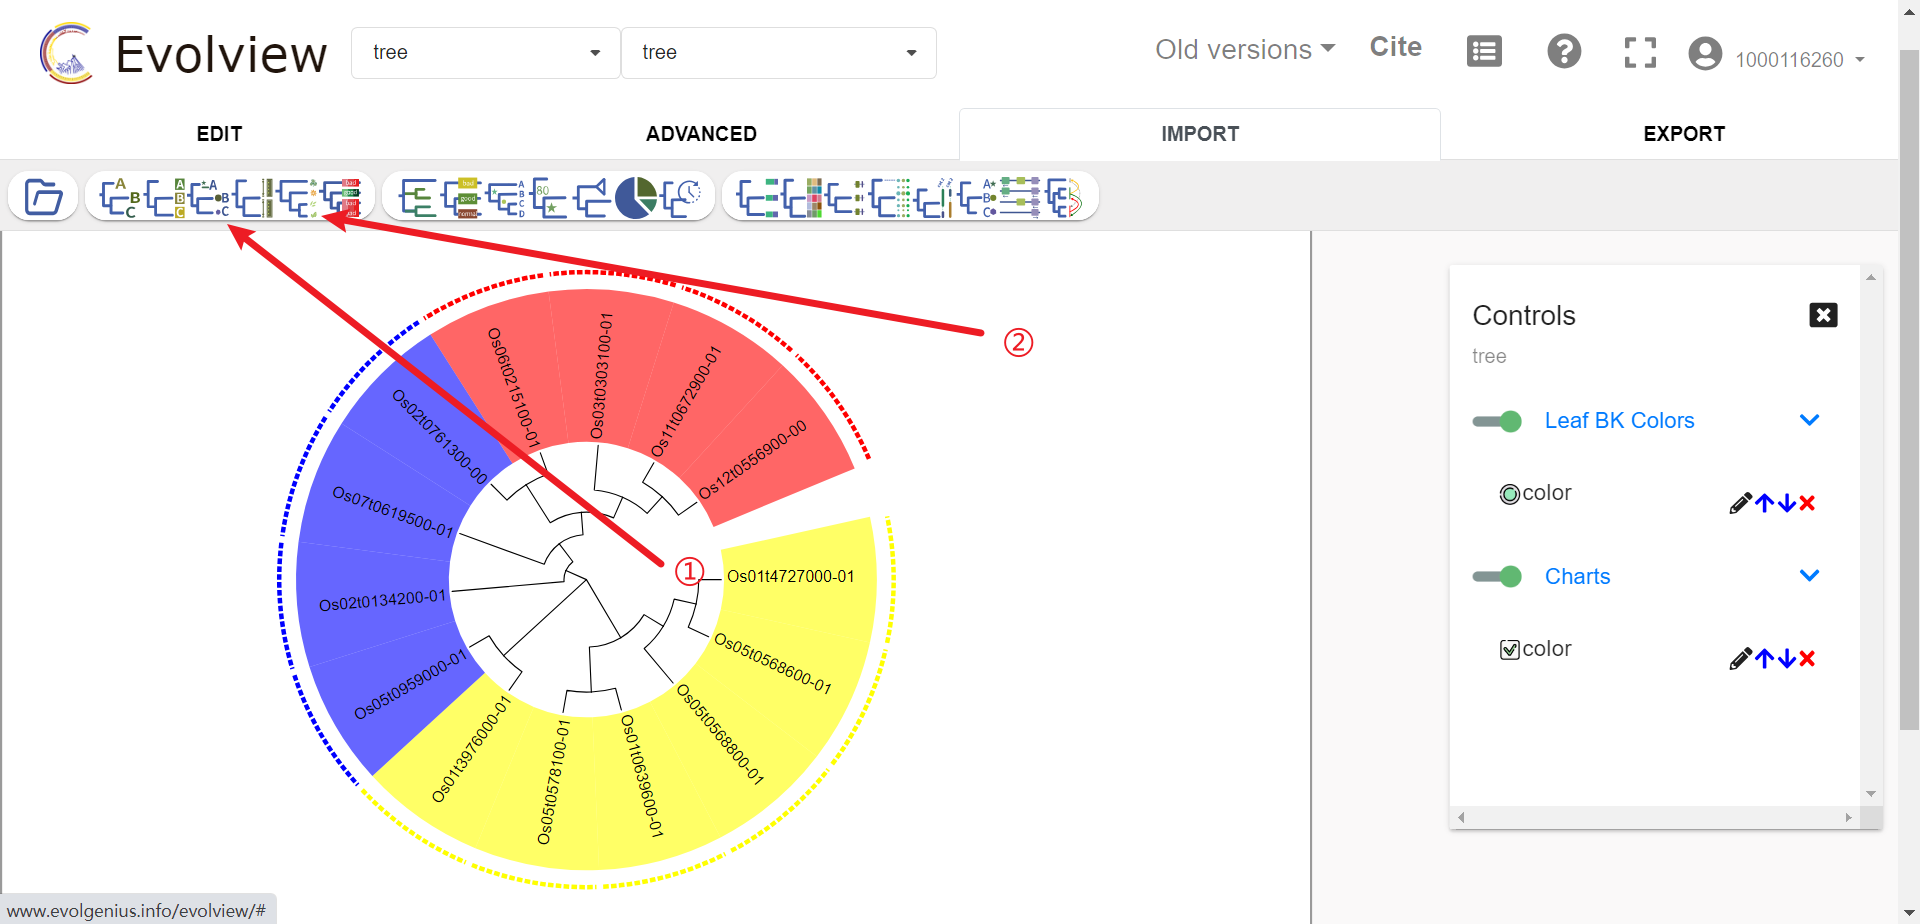 Evolview
tree
tree
Old versions
Cite
1000116260
EDIT
ADVANCED
IMPORT
EXPORT
②
Controls
tree
Leaf BK Colors
color
Charts
color
①
Os06t0215100-01
Os03t0303100-01
Os11t0672900-01
Os12t0556900-00
Os02t0761300-00
Os07t0619500-01
Os02t0134200-01
Os05t0959000-01
Os01t3976000-01
Os05t0578100-01
Os01t0639600-01
Os05t0568800-01
Os05t0568600-01
Os01t4727000-01
www.evolgenius.info/evolview/#